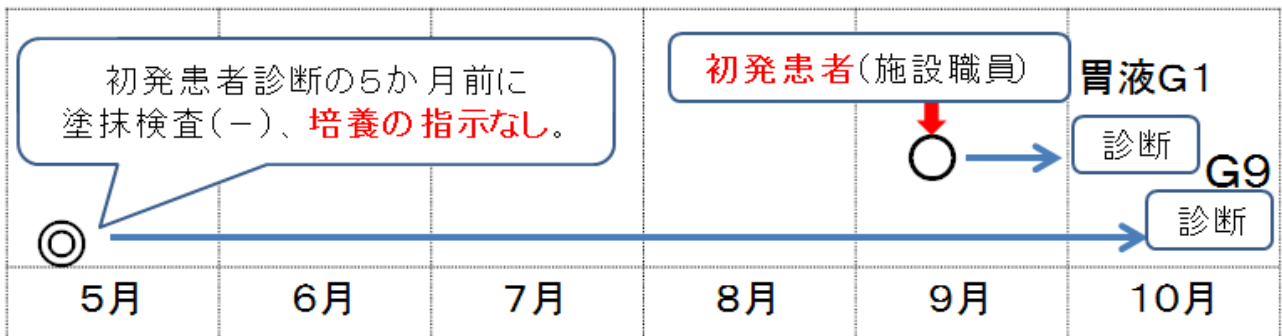 初発患者診断の5か月前に
塗抹検査(－)、培養の指示なし。
初発患者(施設職員)
胃液G1
診断
G9
診断
5月 6月 7月 8月 9月 10月